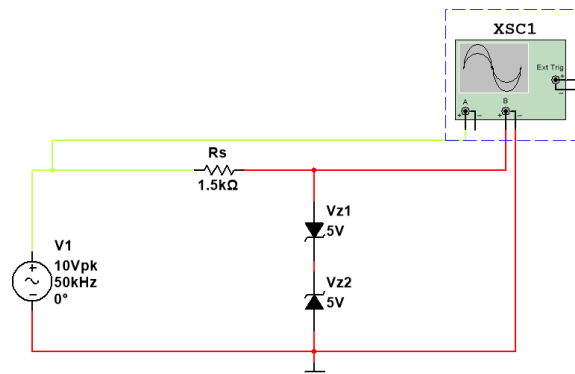 XSC1
Ext Trig
+
−
A
B
+ −
+ −
Rs
1.5kΩ
Vz1
5V
V1
10Vpk
50kHz
0°
+
−
Vz2
5V